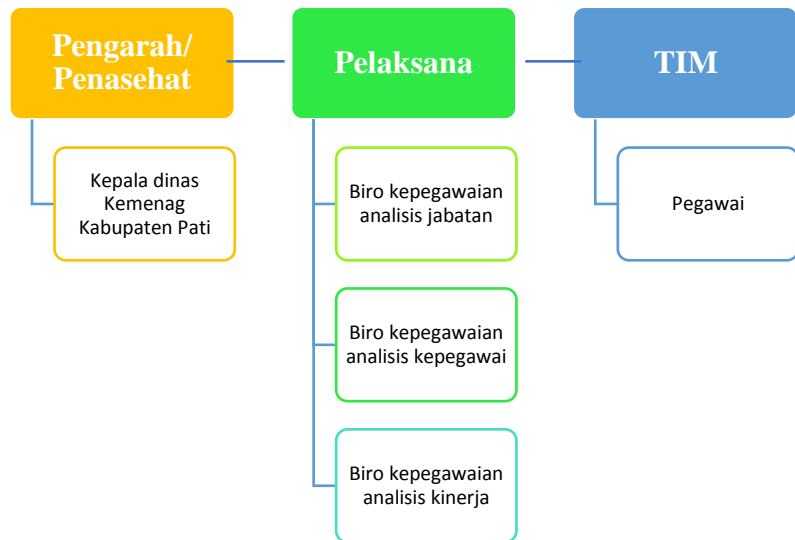 Pengarah/
Penasehat
Kepala dinas
Kemenag
Kabupaten Pati
Pelaksana
Biro kepegawaian
analisis jabatan
Biro kepegawaian
analisis kepegawai
Biro kepegawaian
analisis kinerja
TIM
Pegawai